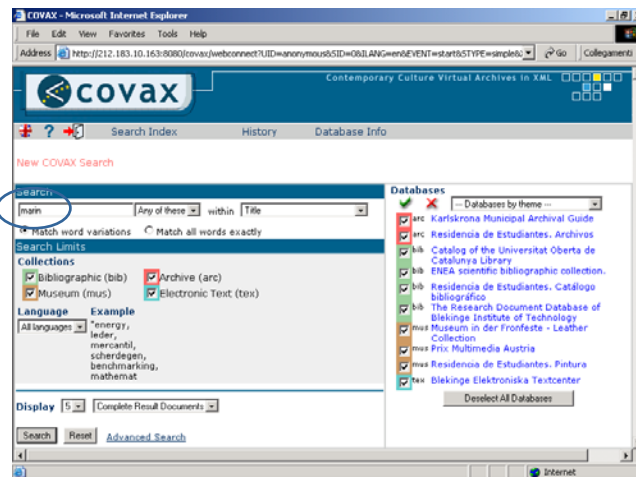 COVAX - Microsoft Internet Explorer
File Edit View Favorites Tools Help
Address http://212.183.10.163:8080/covax/webconnect?UID=anonymous&SID=0&ILANG=en&EVENT=start&STYPE=simple& Go Collegamenti
covax
Contemporary Culture Virtual Archives in XML
? Search Index History Database Info
New COVAX Search
Search
marin Any of these within Title
Match word variations Match all words exactly
Search Limits
Collections
Bibliographic (bib) Archive (arc)
Museum (mus) Electronic Text (tex)
Language Example
All languages "energy,
leder,
mercantil,
scherdegen,
benchmarking,
mathemat
Display 5 Complete Result Documents
Search Reset Advanced Search
Databases
-- Databases by theme --
arc Karlskrona Municipal Archival Guide
arc Residencia de Estudiantes. Archivos
bib Catalog of the Universitat Oberta de
Catalunya Library
bib ENEA scientific bibliographic collection.
bib Residencia de Estudiantes. Catálogo
bibliográfico
bib The Research Document Database of
Blekinge Institute of Technology
mus Museum in der Fronfeste - Leather
Collection
mus Prix Multimedia Austria
mus Residencia de Estudiantes. Pintura
tex Blekinge Elektroniska Textcenter
Deselect All Databases
Internet